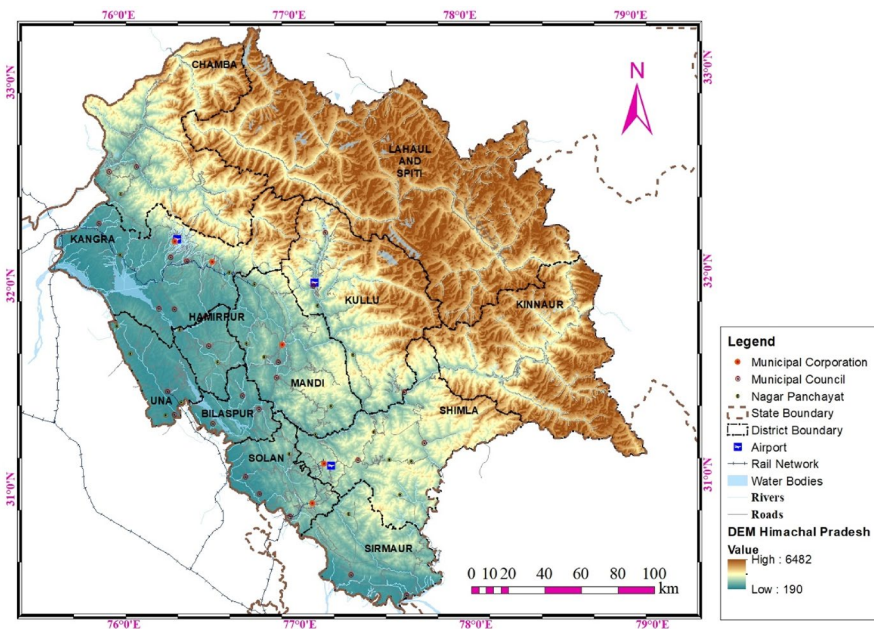 76°0'E 77°0'E 78°0'E 79°0'E
33°0'N
33°0'N
32°0'N
32°0'N
31°0'N
31°0'N
N
CHAMBA
LAHAUL
AND
SPITI
KANGRA
KULLU
KINNAUR
HAMIRPUR
MANDI
UNA
BILASPUR
SHIMLA
SOLAN
SIRMAUR
0 10 20 40 60 80 100
km
76°0'E 77°0'E 78°0'E 79°0'E
Legend
Municipal Corporation
Municipal Council
Nagar Panchayat
State Boundary
District Boundary
Airport
Rail Network
Water Bodies
Rivers
Roads
DEM Himachal Pradesh
Value
High : 6482
Low : 190